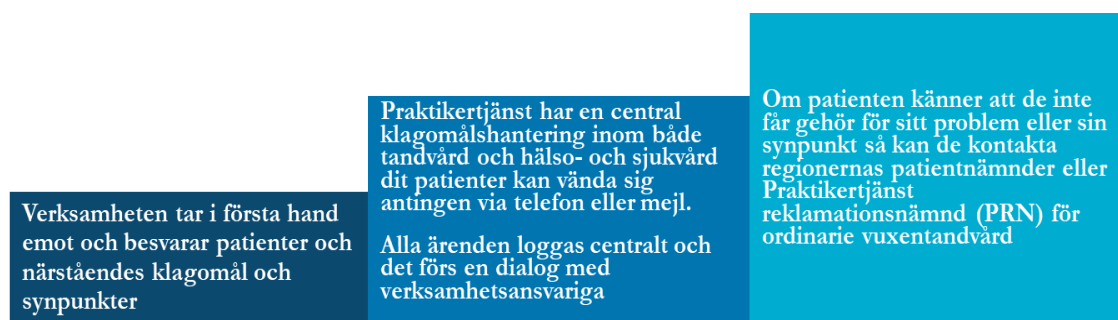 Verksamheten tar i första hand
emot och besvarar patienter och
närståendes klagomål och
synpunkter
Praktikertjänst har en central
klagomålshantering inom både
tandvård och hälso- och sjukvård
dit patienter kan vända sig
antingen via telefon eller mejl.
Alla ärenden loggas centralt och
det förs en dialog med
verksamhetsansvariga
Om patienten känner att de inte
får gehör för sitt problem eller sin
synpunkt så kan de kontakta
regionernas patientnämnder eller
Praktikertjänst
reklamationsnämnd (PRN) för
ordinarie vuxentandvård